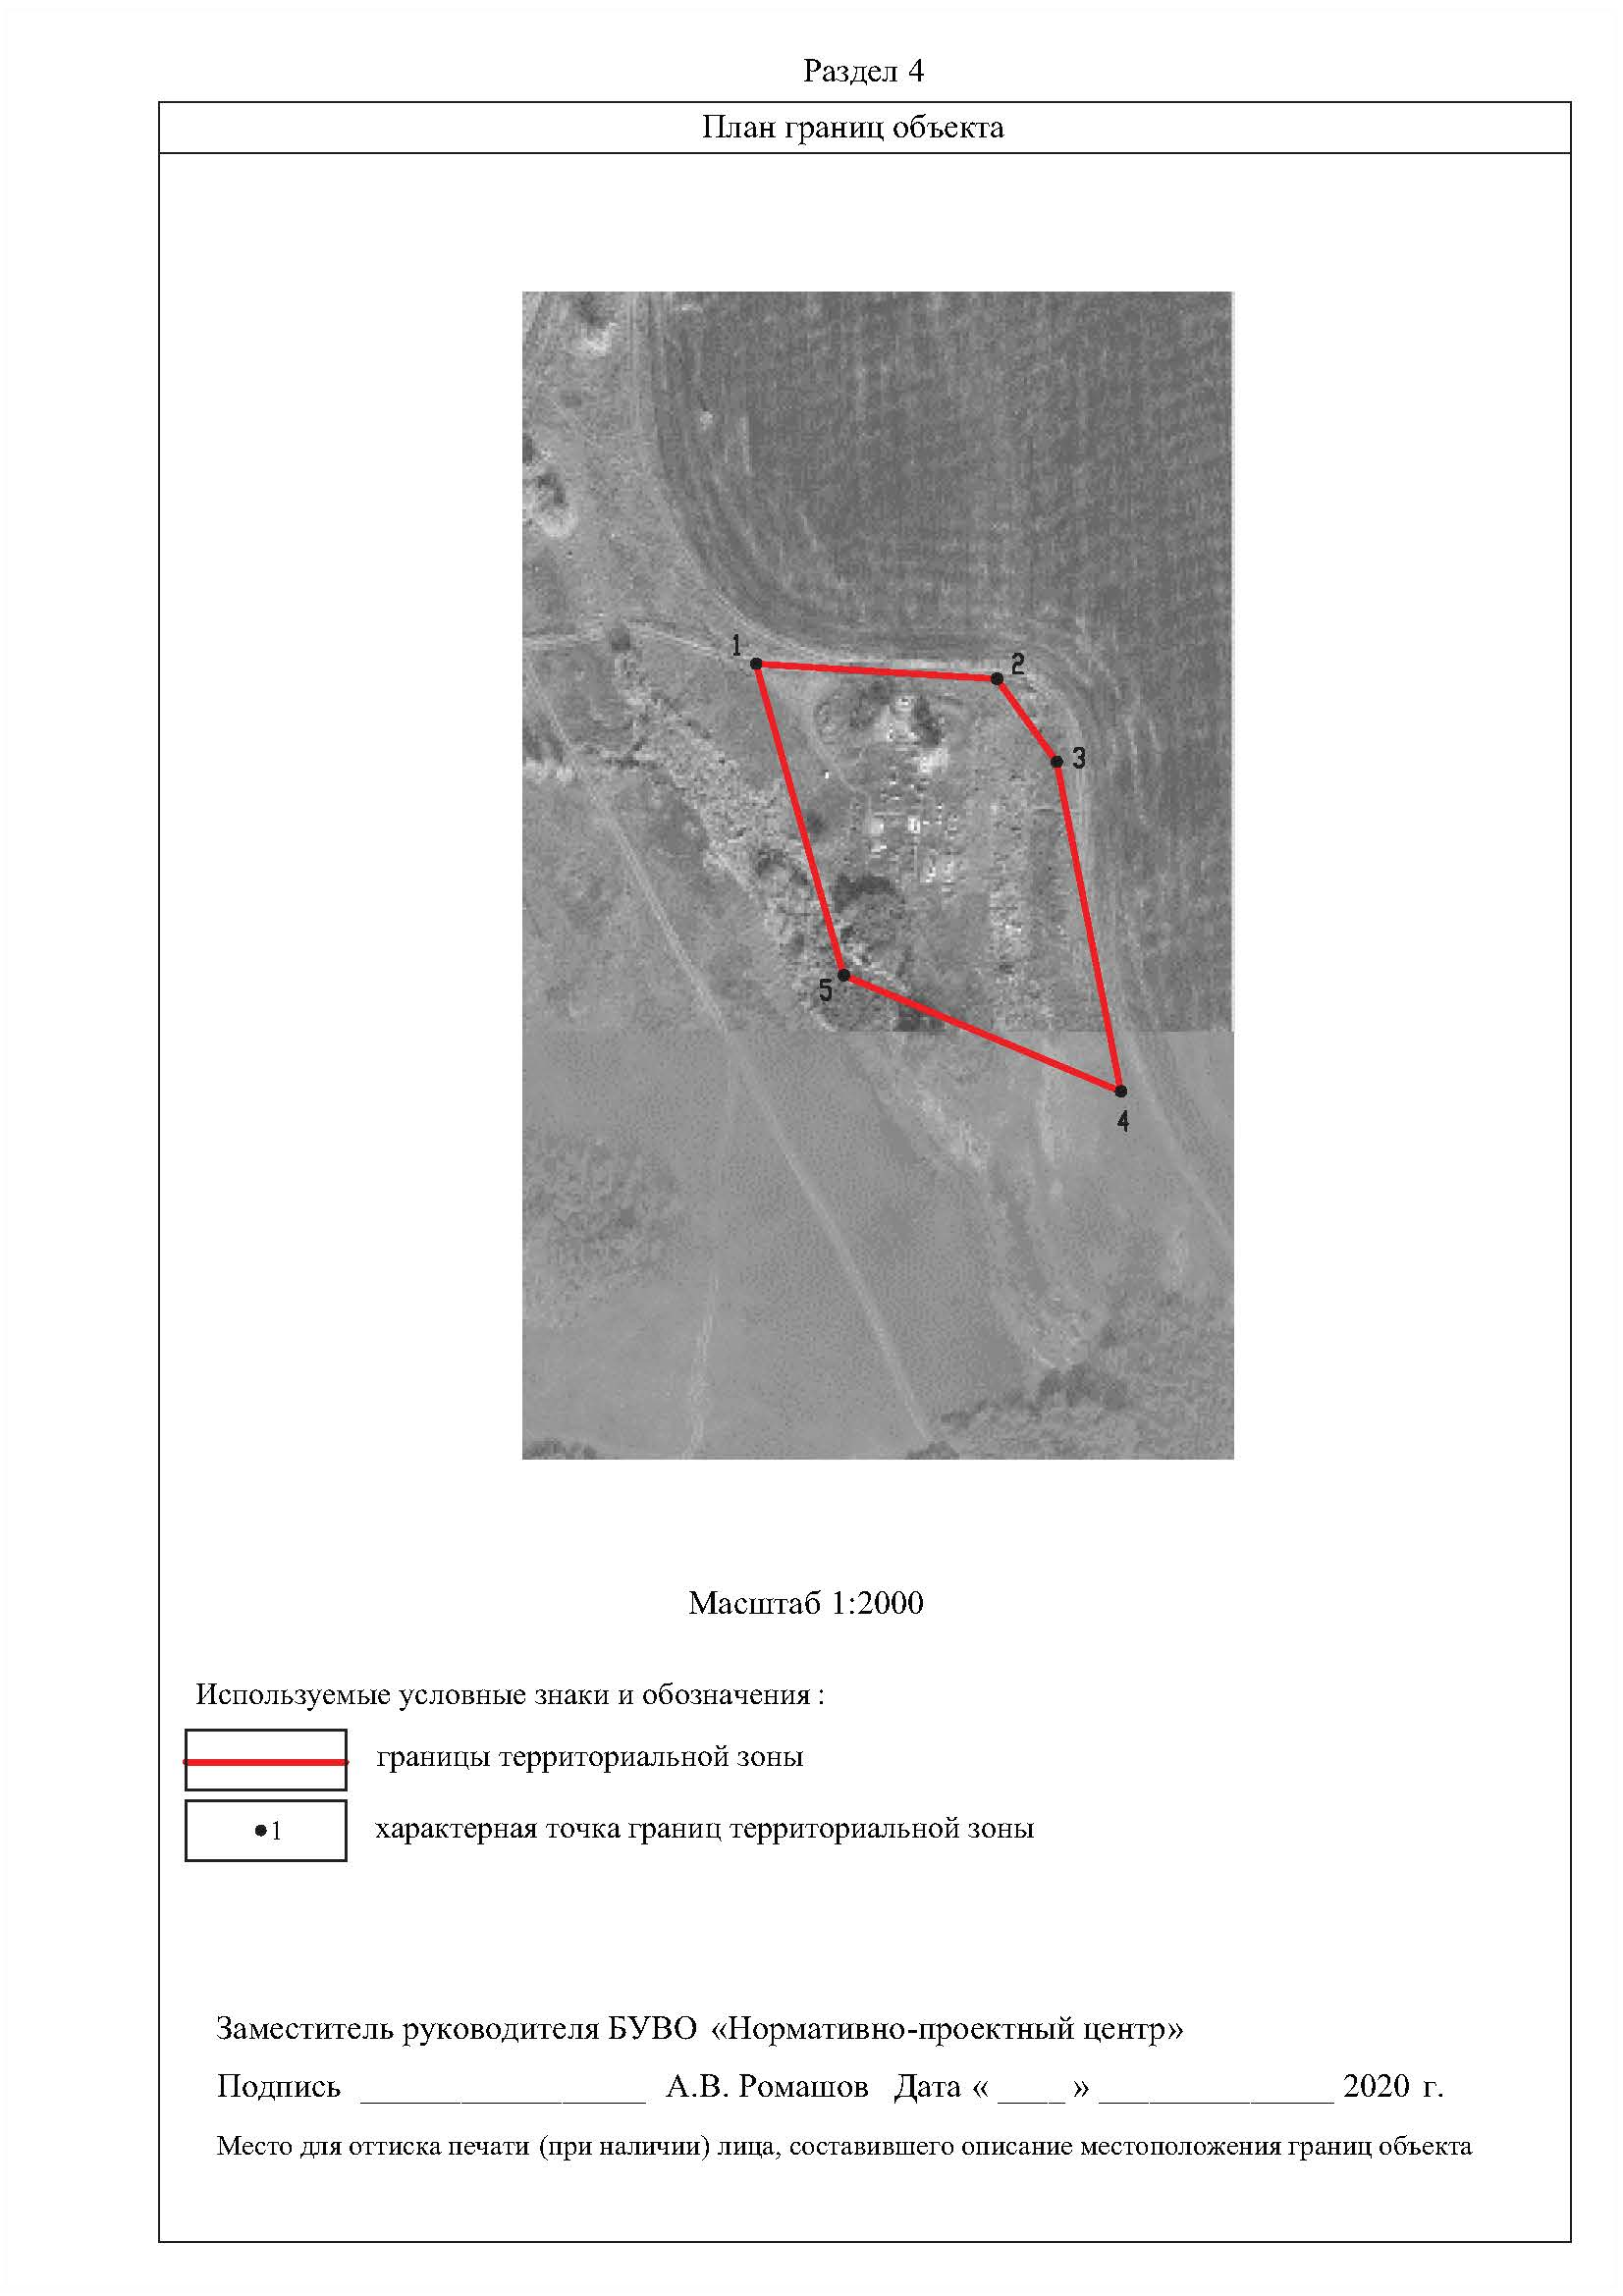 Раздел 4
План границ объекта
1
2
3
5
4
Масштаб 1:2000
Используемые условные знаки и обозначения :
границы территориальной зоны
1 характерная точка границ территориальной зоны
Заместитель руководителя БУВО «Нормативно-проектный центр»
Подпись _________________ А.В. Ромашов Дата « ____ » ______________ 2020 г.
Место для оттиска печати (при наличии) лица, составившего описание местоположения границ объекта